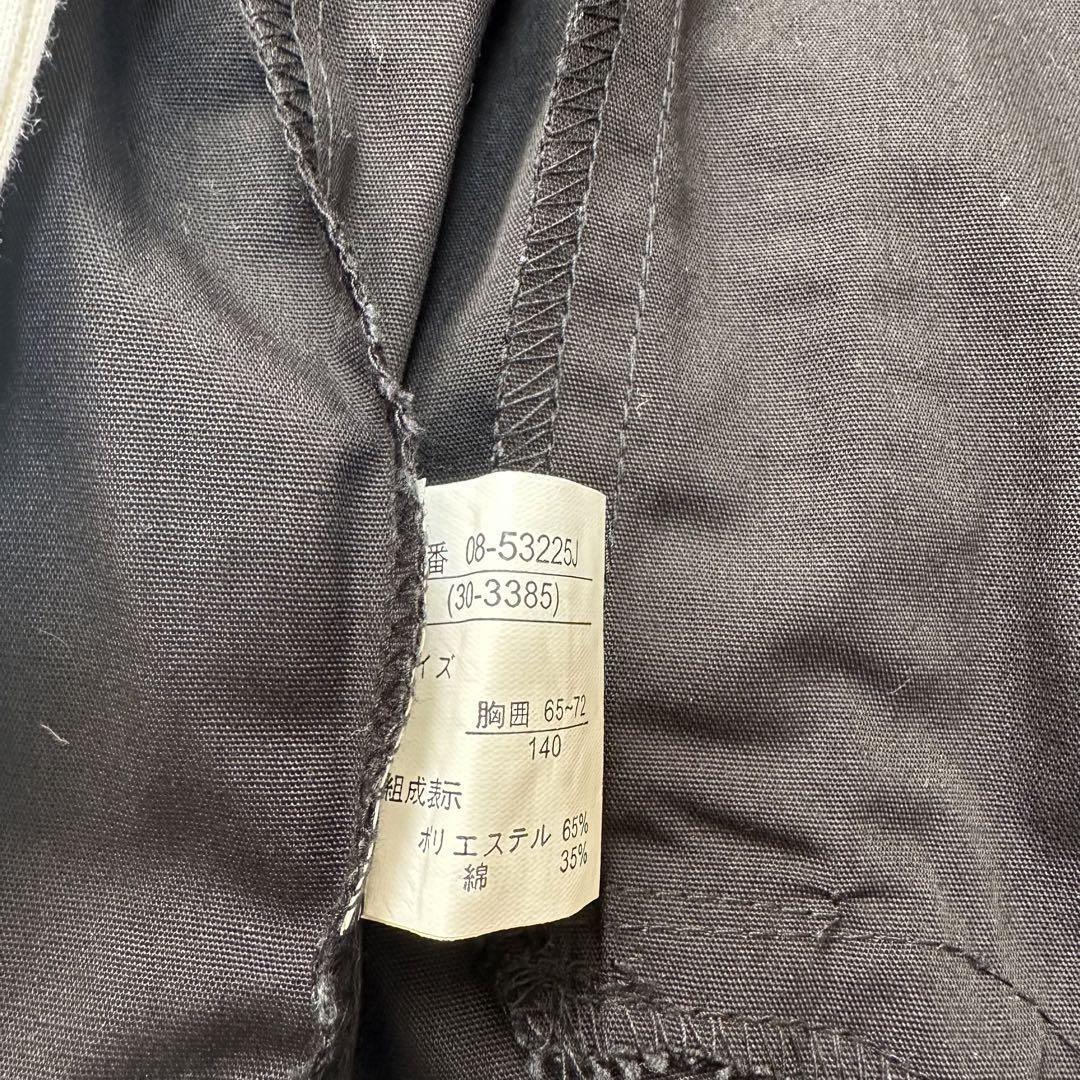 番 08-53225J
(30-3385)
イズ
胸囲 65~72
140
組成表示
ポリエステル 65%
綿 35%